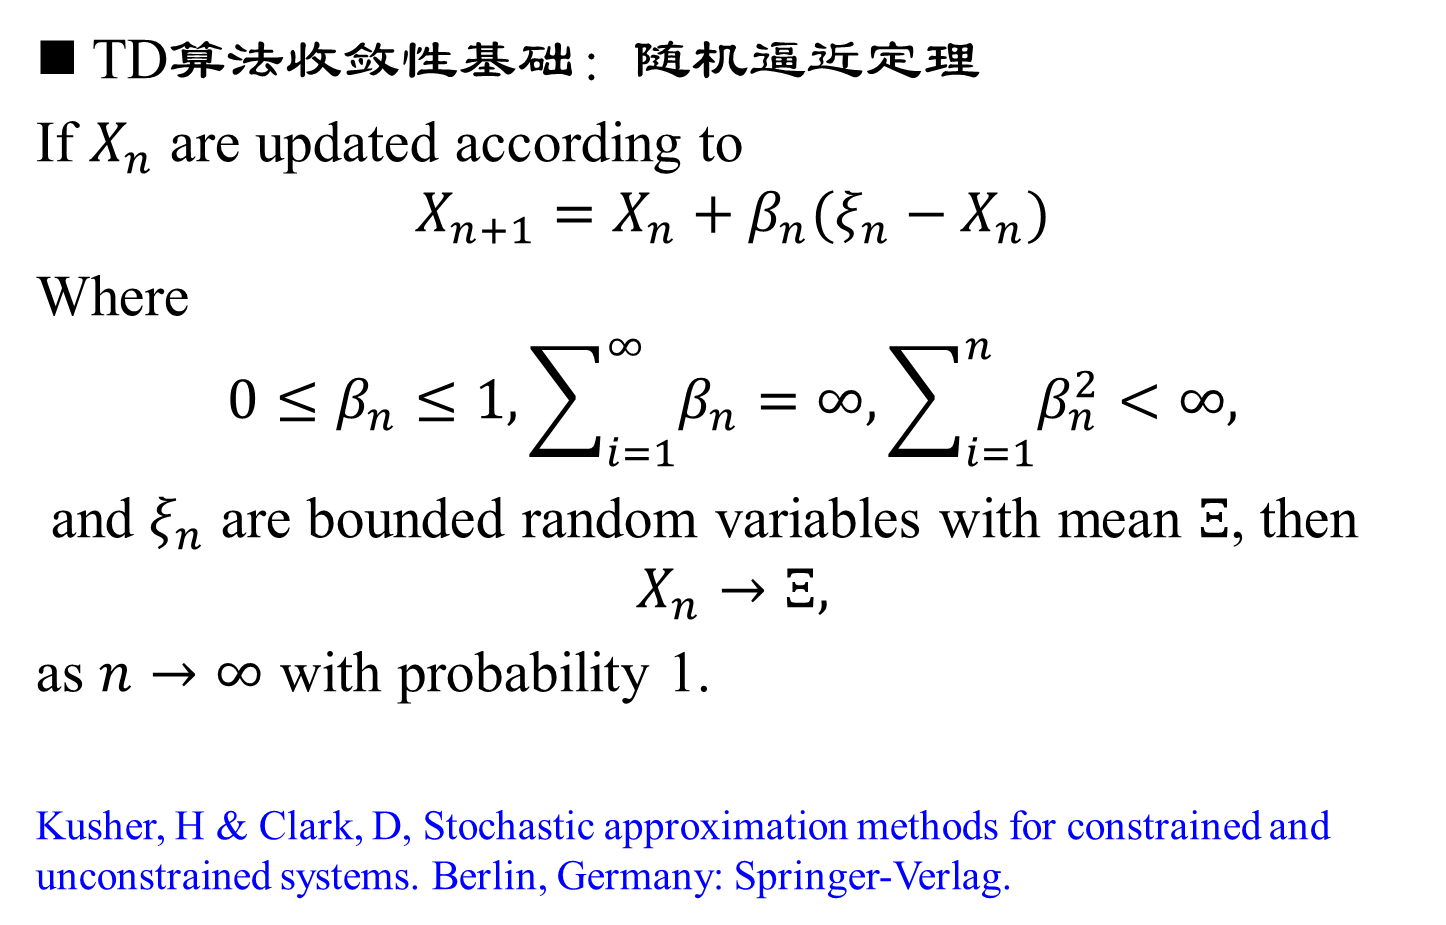 ■ TD算法收敛性基础：随机逼近定理
If Xₙ are updated according to
Xₙ₊₁ = Xₙ + βₙ(ξₙ − Xₙ)
Where
0 ≤ βₙ ≤ 1, ∑_{i=1}^{∞} βₙ = ∞, ∑_{i=1}^{n} βₙ² < ∞,
and ξₙ are bounded random variables with mean Ξ, then
Xₙ → Ξ,
as n → ∞ with probability 1.
Kusher, H & Clark, D, Stochastic approximation methods for constrained and
unconstrained systems. Berlin, Germany: Springer-Verlag.